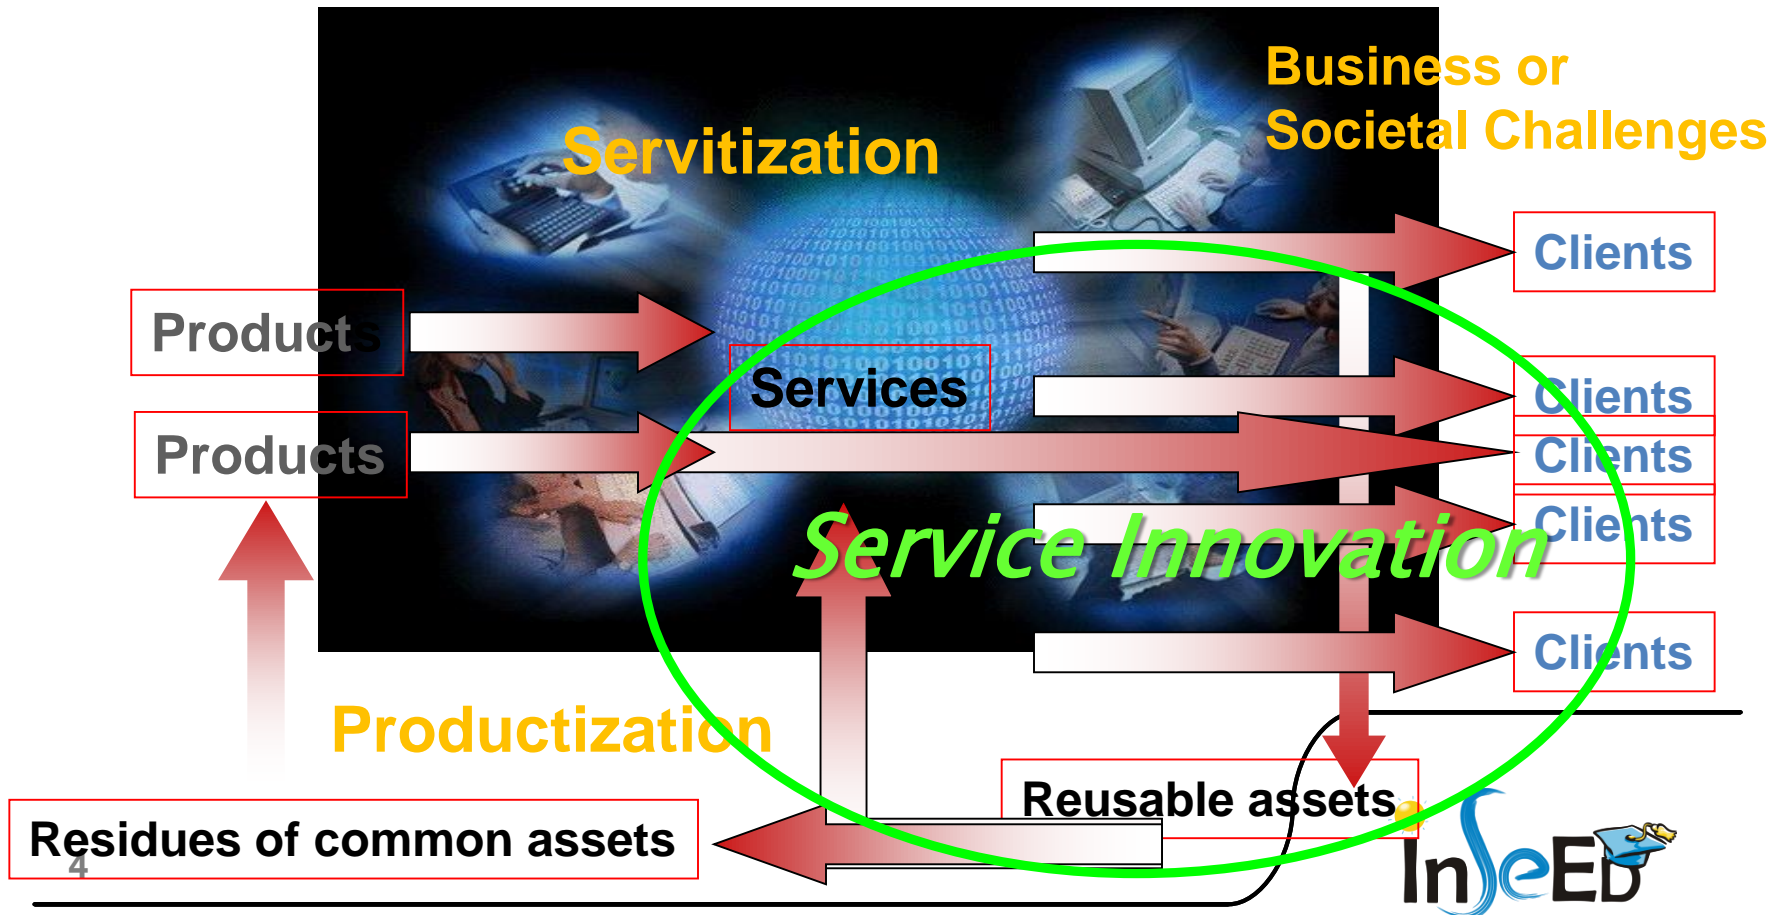 Business or
Societal Challenges
Servitization
Clients
Products
Clients
Services
Products
Clients
Service Innovation
Clients
Clients
Productization
Reusable assets
Residues of common assets
4
InSeED